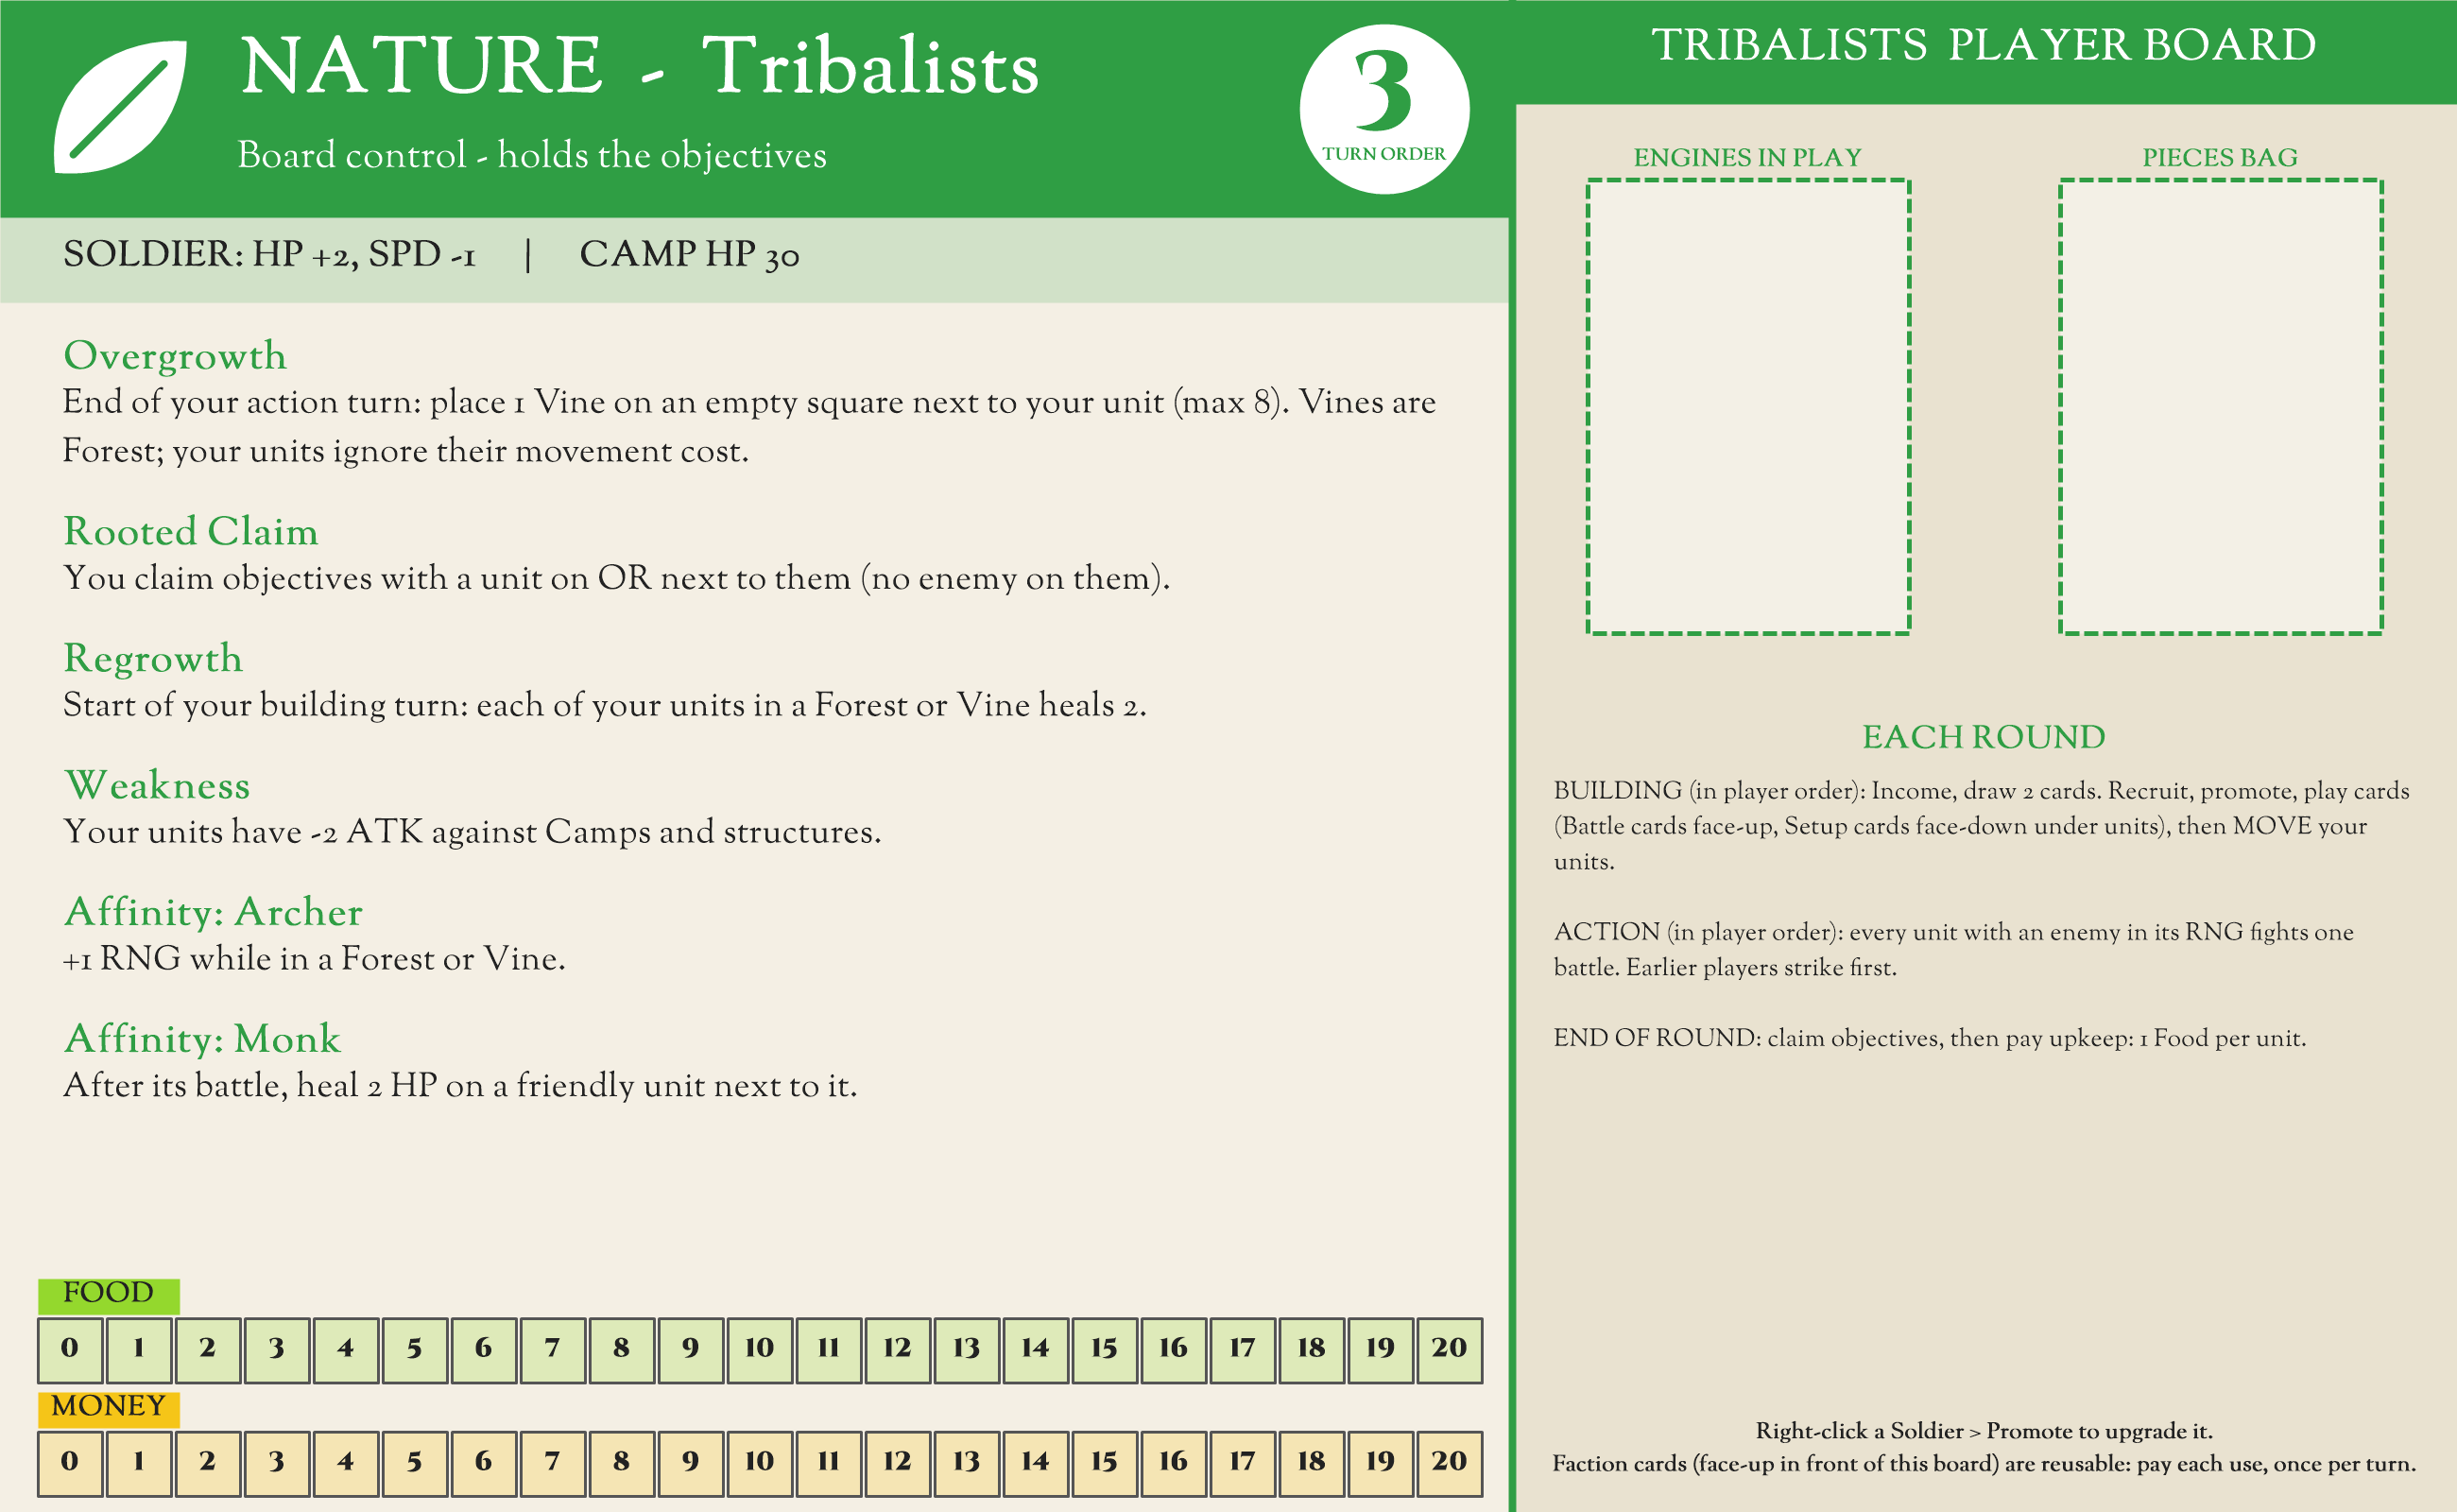 NATURE - Tribalists
Board control - holds the objectives
3
TURN ORDER
SOLDIER: HP +2, SPD -1 | CAMP HP 30
Overgrowth
End of your action turn: place 1 Vine on an empty square next to your unit (max 8). Vines are
Forest; your units ignore their movement cost.
Rooted Claim
You claim objectives with a unit on OR next to them (no enemy on them).
Regrowth
Start of your building turn: each of your units in a Forest or Vine heals 2.
Weakness
Your units have -2 ATK against Camps and structures.
Affinity: Archer
+1 RNG while in a Forest or Vine.
Affinity: Monk
After its battle, heal 2 HP on a friendly unit next to it.
FOOD
0 1 2 3 4 5 6 7 8 9 10 11 12 13 14 15 16 17 18 19 20
MONEY
0 1 2 3 4 5 6 7 8 9 10 11 12 13 14 15 16 17 18 19 20
TRIBALISTS PLAYER BOARD
ENGINES IN PLAY
PIECES BAG
EACH ROUND
BUILDING (in player order): Income, draw 2 cards. Recruit, promote, play cards
(Battle cards face-up, Setup cards face-down under units), then MOVE your
units.
ACTION (in player order): every unit with an enemy in its RNG fights one
battle. Earlier players strike first.
END OF ROUND: claim objectives, then pay upkeep: 1 Food per unit.
Right-click a Soldier > Promote to upgrade it.
Faction cards (face-up in front of this board) are reusable: pay each use, once per turn.